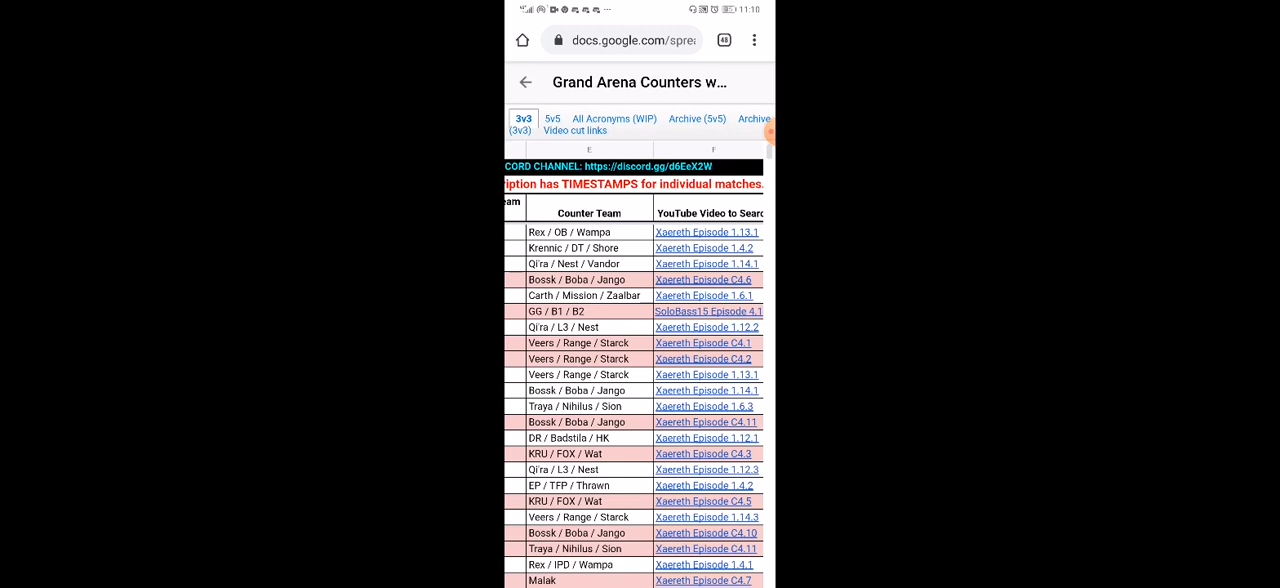 11:10
docs.google.com/sprea
48
Grand Arena Counters w...
3v3 5v5 All Acronyms (WIP) Archive (5v5) Archive
(3v3) Video cut links
E F
CORD CHANNEL: https://discord.gg/d6EeX2W
ription has TIMESTAMPS for individual matches.
eam Counter Team YouTube Video to Searc
Rex / OB / Wampa Xaereth Episode 1.13.1
Krennic / DT / Shore Xaereth Episode 1.4.2
Qi'ra / Nest / Vandor Xaereth Episode 1.14.1
Bossk / Boba / Jango Xaereth Episode C4.6
Carth / Mission / Zaalbar Xaereth Episode 1.6.1
GG / B1 / B2 SoloBass15 Episode 4.1
Qi'ra / L3 / Nest Xaereth Episode 1.12.2
Veers / Range / Starck Xaereth Episode C4.1
Veers / Range / Starck Xaereth Episode C4.2
Veers / Range / Starck Xaereth Episode 1.13.1
Bossk / Boba / Jango Xaereth Episode 1.14.1
Traya / Nihilus / Sion Xaereth Episode 1.6.3
Bossk / Boba / Jango Xaereth Episode C4.11
DR / Badstila / HK Xaereth Episode 1.12.1
KRU / FOX / Wat Xaereth Episode C4.3
Qi'ra / L3 / Nest Xaereth Episode 1.12.3
EP / TFP / Thrawn Xaereth Episode 1.4.2
KRU / FOX / Wat Xaereth Episode C4.5
Veers / Range / Starck Xaereth Episode 1.14.3
Bossk / Boba / Jango Xaereth Episode C4.10
Traya / Nihilus / Sion Xaereth Episode C4.11
Rex / IPD / Wampa Xaereth Episode 1.4.1
Malak Xaereth Episode C4.7